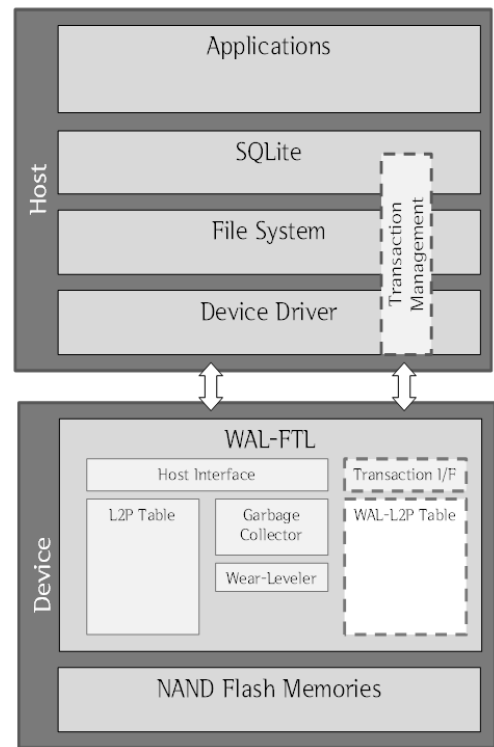 Host
Applications
SQLite
File System
Device Driver
Transaction
Management
Device
WAL-FTL
Host Interface
Transaction I/F
L2P Table
Garbage
Collector
Wear-Leveler
WAL-L2P Table
NAND Flash Memories